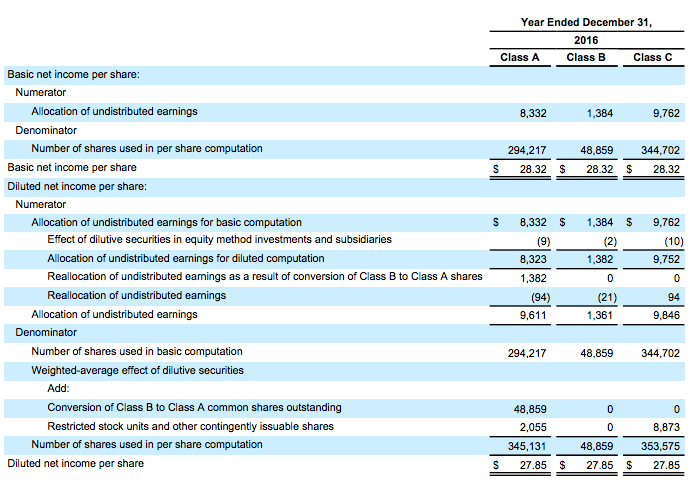 Year Ended December 31,
2016
Class A Class B Class C
Basic net income per share:
Numerator
Allocation of undistributed earnings 8,332 1,384 9,762
Denominator
Number of shares used in per share computation 294,217 48,859 344,702
Basic net income per share $ 28.32 $ 28.32 $ 28.32
Diluted net income per share:
Numerator
Allocation of undistributed earnings for basic computation $ 8,332 $ 1,384 $ 9,762
Effect of dilutive securities in equity method investments and subsidiaries (9) (2) (10)
Allocation of undistributed earnings for diluted computation 8,323 1,382 9,752
Reallocation of undistributed earnings as a result of conversion of Class B to Class A shares 1,382 0 0
Reallocation of undistributed earnings (94) (21) 94
Allocation of undistributed earnings 9,611 1,361 9,846
Denominator
Number of shares used in basic computation 294,217 48,859 344,702
Weighted-average effect of dilutive securities
Add:
Conversion of Class B to Class A common shares outstanding 48,859 0 0
Restricted stock units and other contingently issuable shares 2,055 0 8,873
Number of shares used in per share computation 345,131 48,859 353,575
Diluted net income per share $ 27.85 $ 27.85 $ 27.85